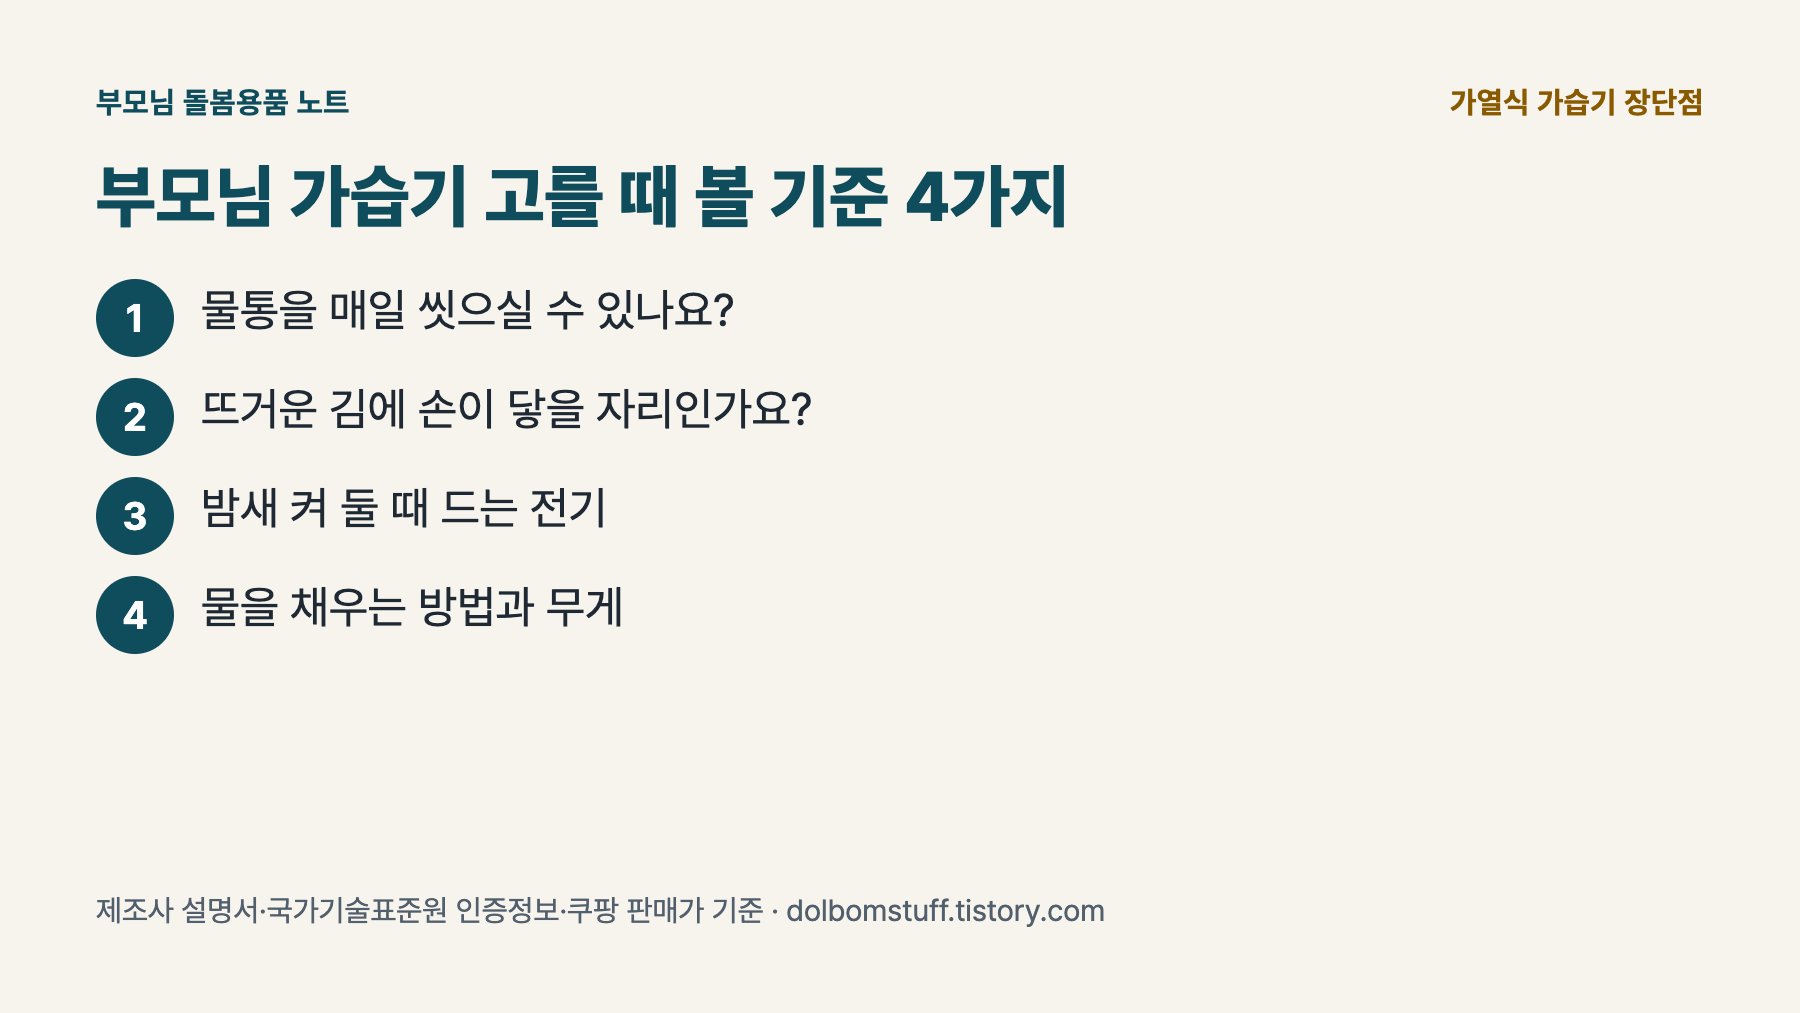 부모님 돌봄용품 노트
가열식 가습기 장단점
부모님 가습기 고를 때 볼 기준 4가지
1 물통을 매일 씻으실 수 있나요?
2 뜨거운 김에 손이 닿을 자리인가요?
3 밤새 켜 둘 때 드는 전기
4 물을 채우는 방법과 무게
제조사 설명서·국가기술표준원 인증정보·쿠팡 판매가 기준 · dolbomstuff.tistory.com